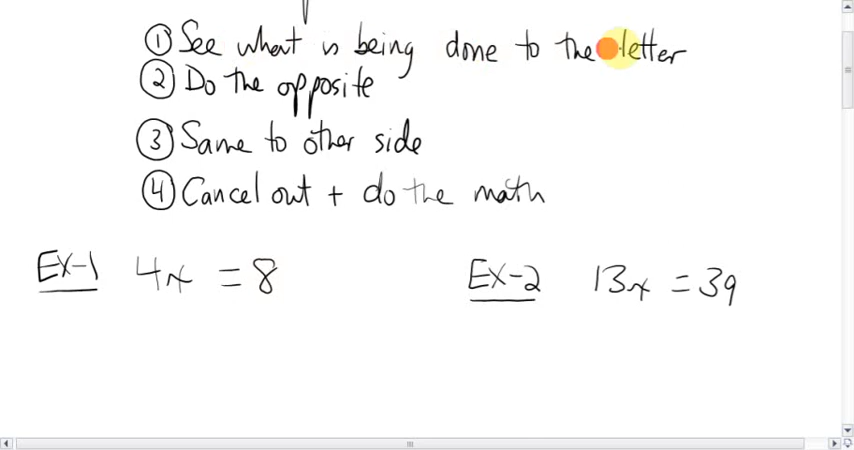 ① See what is being done to the letter
② Do the opposite
③ Same to other side
④ Cancel out + do the math
Ex-1 4x = 8 Ex-2 13x = 39